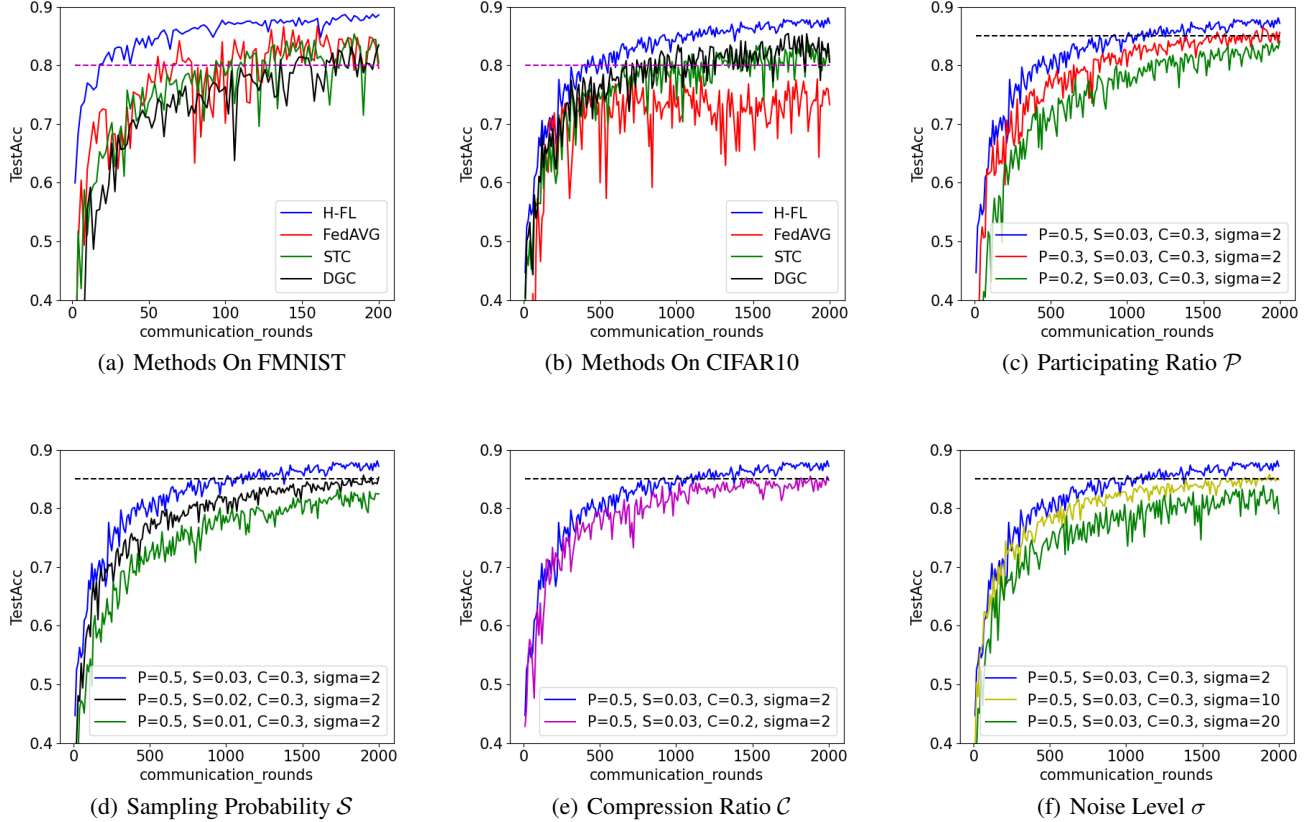 0.9
0.8
0.7
0.6
0.5
0.4
TestAcc
H-FL
FedAVG
STC
DGC
0 50 100 150 200
communication_rounds
(a) Methods On FMNIST
0.9
0.8
0.7
0.6
0.5
0.4
TestAcc
H-FL
FedAVG
STC
DGC
0 500 1000 1500 2000
communication_rounds
(b) Methods On CIFAR10
0.9
0.8
0.7
0.6
0.5
0.4
TestAcc
P=0.5, S=0.03, C=0.3, sigma=2
P=0.3, S=0.03, C=0.3, sigma=2
P=0.2, S=0.03, C=0.3, sigma=2
0 500 1000 1500 2000
communication_rounds
(c) Participating Ratio 𝒫
0.9
0.8
0.7
0.6
0.5
0.4
TestAcc
P=0.5, S=0.03, C=0.3, sigma=2
P=0.5, S=0.02, C=0.3, sigma=2
P=0.5, S=0.01, C=0.3, sigma=2
0 500 1000 1500 2000
communication_rounds
(d) Sampling Probability 𝒮
0.9
0.8
0.7
0.6
0.5
0.4
TestAcc
P=0.5, S=0.03, C=0.3, sigma=2
P=0.5, S=0.03, C=0.2, sigma=2
0 500 1000 1500 2000
communication_rounds
(e) Compression Ratio 𝒞
0.9
0.8
0.7
0.6
0.5
0.4
TestAcc
P=0.5, S=0.03, C=0.3, sigma=2
P=0.5, S=0.03, C=0.3, sigma=10
P=0.5, S=0.03, C=0.3, sigma=20
0 500 1000 1500 2000
communication_rounds
(f) Noise Level σ